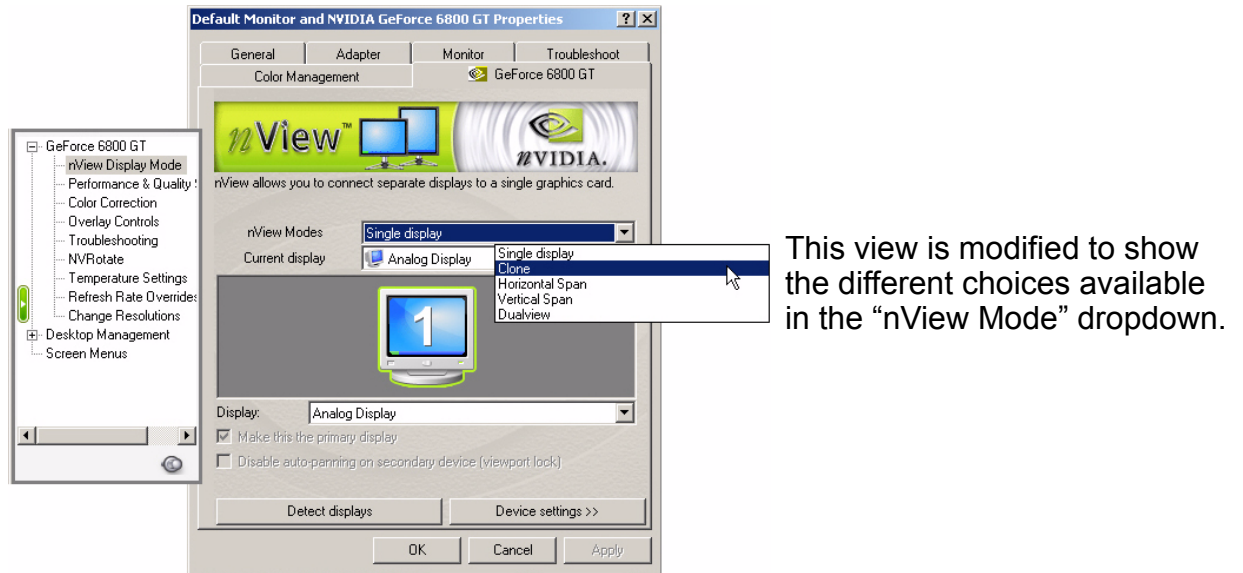 Default Monitor and NVIDIA GeForce 6800 GT Properties
General Adapter Monitor Troubleshoot
Color Management GeForce 6800 GT
nView™ NVIDIA.
nView allows you to connect separate displays to a single graphics card.
GeForce 6800 GT
nView Display Mode
Performance & Quality
Color Correction
Overlay Controls
Troubleshooting
NVRotate
Temperature Settings
Refresh Rate Overrides
Change Resolutions
Desktop Management
Screen Menus
nView Modes Single display
Current display Analog Display
Single display
Clone
Horizontal Span
Vertical Span
Dualview
1
Display: Analog Display
Make this the primary display
Disable auto-panning on secondary device (viewport lock)
Detect displays Device settings >>
OK Cancel Apply
This view is modified to show
the different choices available
in the “nView Mode” dropdown.